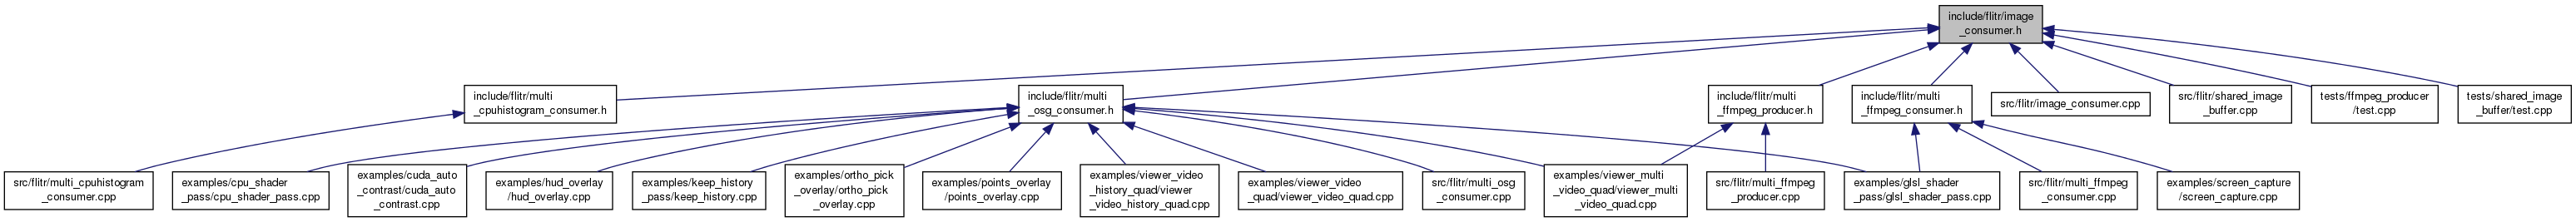 include/flitr/image
_consumer.h
include/flitr/multi
_cpuhistogram_consumer.h
include/flitr/multi
_osg_consumer.h
include/flitr/multi
_ffmpeg_producer.h
include/flitr/multi
_ffmpeg_consumer.h
src/flitr/image_consumer.cpp
src/flitr/shared_image
_buffer.cpp
tests/ffmpeg_producer
/test.cpp
tests/shared_image
_buffer/test.cpp
src/flitr/multi_cpuhistogram
_consumer.cpp
examples/cpu_shader
_pass/cpu_shader_pass.cpp
examples/cuda_auto
_contrast/cuda_auto
_contrast.cpp
examples/hud_overlay
/hud_overlay.cpp
examples/keep_history
_pass/keep_history.cpp
examples/ortho_pick
_overlay/ortho_pick
_overlay.cpp
examples/points_overlay
/points_overlay.cpp
examples/viewer_video
_history_quad/viewer
_video_history_quad.cpp
examples/viewer_video
_quad/viewer_video_quad.cpp
src/flitr/multi_osg
_consumer.cpp
examples/viewer_multi
_video_quad/viewer_multi
_video_quad.cpp
src/flitr/multi_ffmpeg
_producer.cpp
examples/glsl_shader
_pass/glsl_shader_pass.cpp
src/flitr/multi_ffmpeg
_consumer.cpp
examples/screen_capture
/screen_capture.cpp